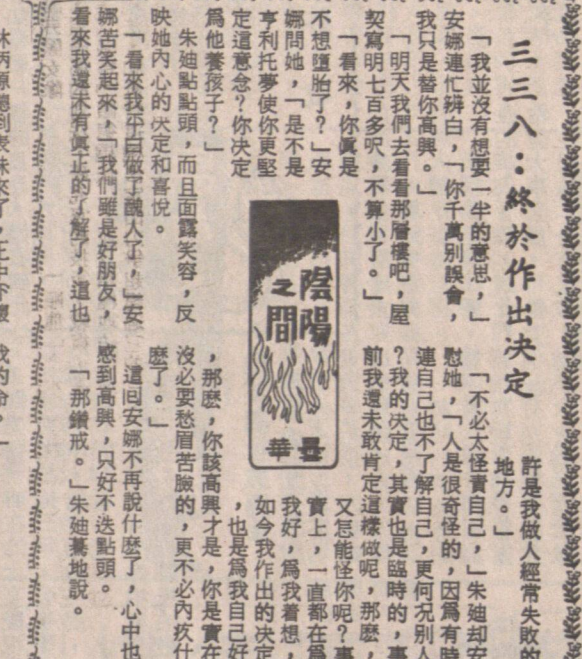 三三八：終於作出决定
「我並沒有想要一半的意思，」
安娜連忙辨白，「你千萬別誤會，
我只是替你高興。」
「明天我們去看看那層樓吧，屋
契寫明七百多呎，不算小了。」
「看來，你眞是
不想墮胎了？」安
娜問她，「是不是
亨利托夢使你更堅
定這意念？你决定
爲他養孩子？」
朱廸點點頭，而且面露笑容，反
映她內心的决定和喜悅。
「看來我平白做了醜人了，」安
娜苦笑起來，「我們雖是好朋友，
看來我還未有眞正的了解了，這也
許是我做人經常失敗的
地方。」
「不必太怪責自己，」朱廸却安
慰她，「人是很奇怪的，因爲有時
連自己也不了解自己，更何况別人
？我的决定，其實也是臨時的，事
前我還未敢肯定這樣做呢，那麽，
又怎能怪你呢？事
實上，一直都在爲
我好，爲我着想，
如今我作出的决定
，也是爲我自己好
，那麽，你該高興才是，你是實在
沒必要愁眉苦臉的，更不必內疚什
麽了。」
這囘安娜不再說什麽了，心中也
感到高興，只好不迭點頭。
「那鑽戒。」朱廸驀地說。
陰陽
之間
華